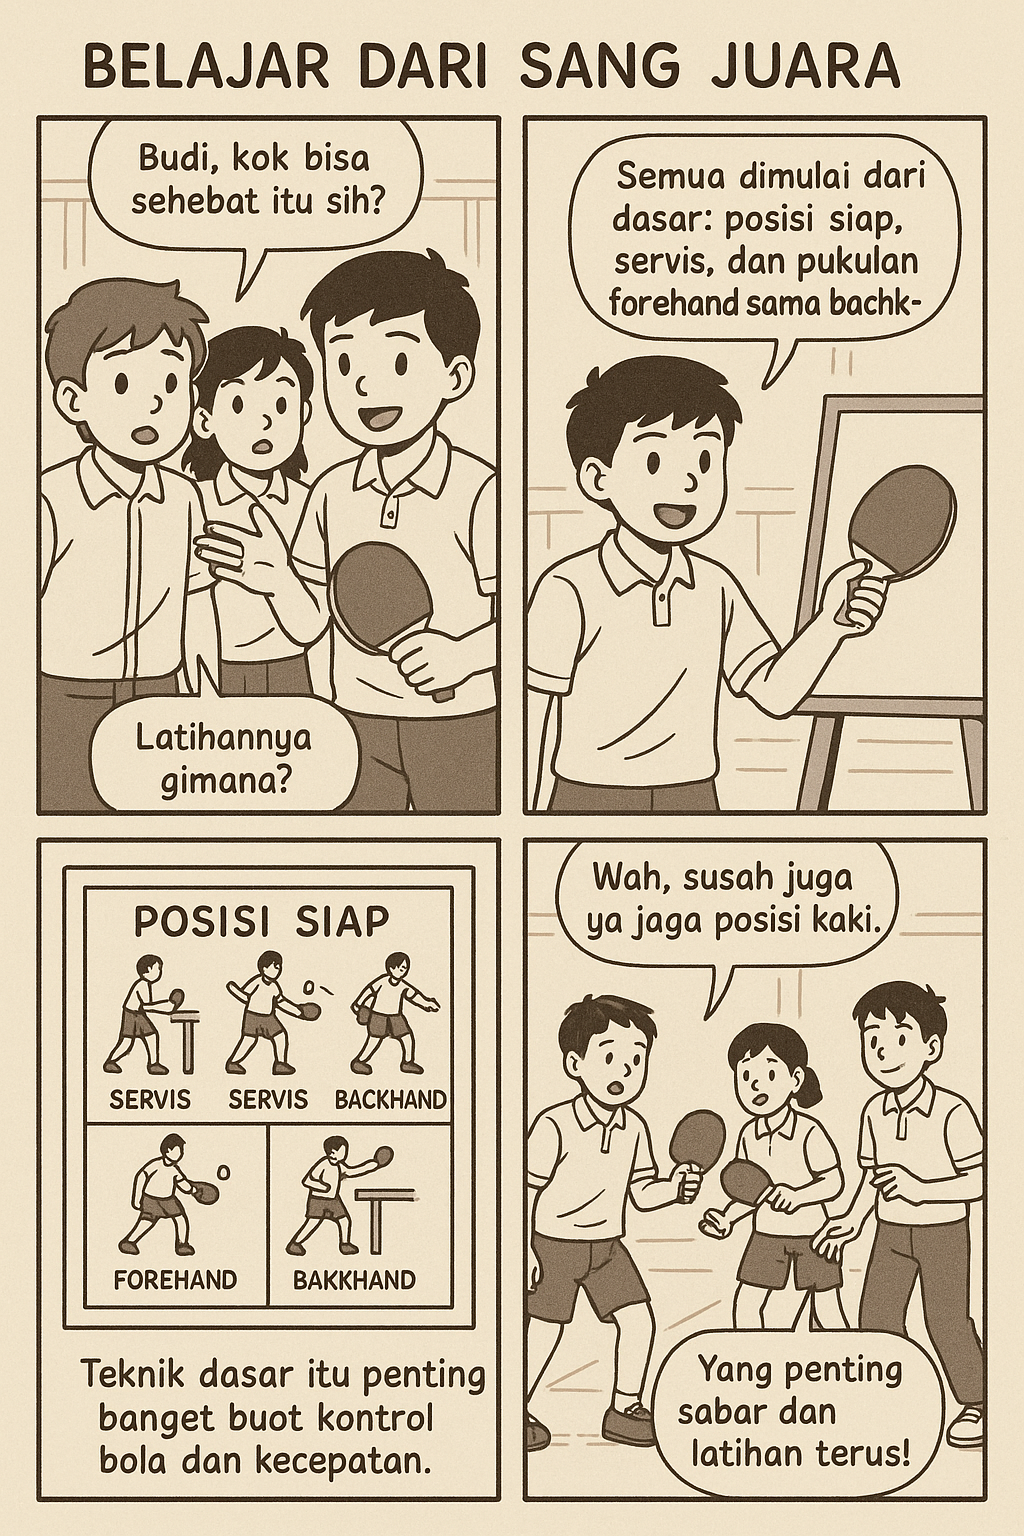 BELAJAR DARI SANG JUARA
Budi, kok bisa
sehebat itu sih?
Latihannya
gimana?
Semua dimulai dari
dasar: posisi siap,
servis, dan pukulan
forehand sama bachk-
POSISI SIAP
SERVIS SERVIS BACKHAND
FOREHAND BAKKHAND
Teknik dasar itu penting
banget buot kontrol
bola dan kecepatan.
Wah, susah juga
ya jaga posisi kaki.
Yang penting
sabar dan
latihan terus!